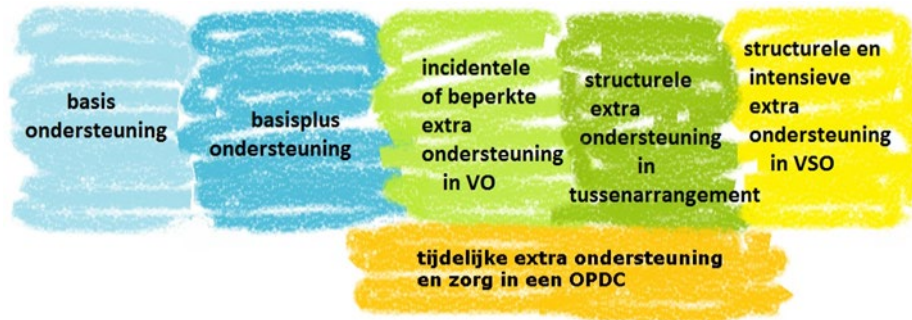 basis
ondersteuning
basisplus
ondersteuning
incidentele
of beperkte
extra
ondersteuning
in VO
structurele
extra
ondersteuning
in
tussenarrangement
structurele en
intensieve
extra
ondersteuning
in VSO
tijdelijke extra ondersteuning
en zorg in een OPDC